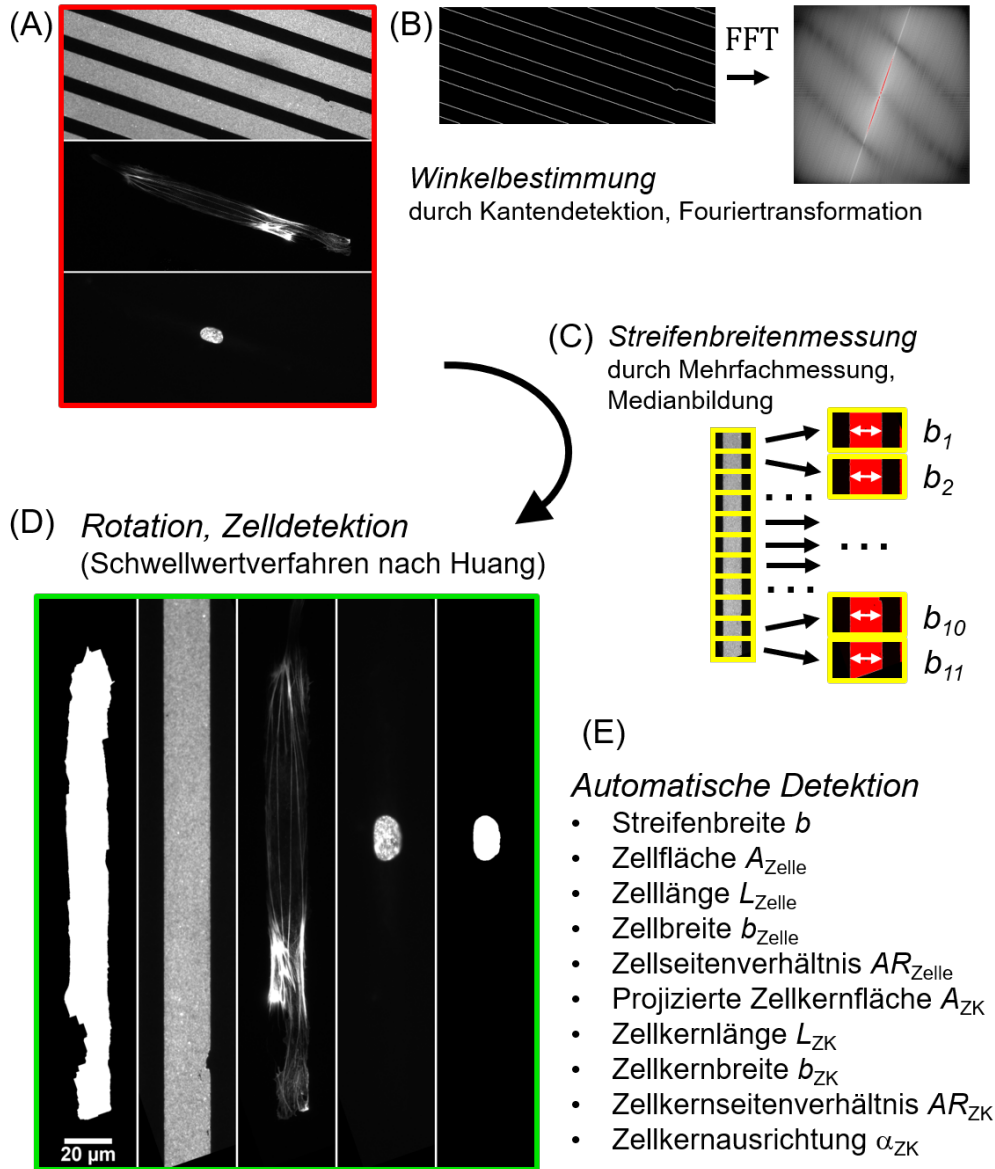 (A)
(B)
FFT
Winkelbestimmung
durch Kantendetektion, Fouriertransformation
(C) Streifenbreitenmessung
durch Mehrfachmessung,
Medianbildung
b1
b2
. . .
. . .
. . .
b10
b11
(D) Rotation, Zelldetektion
(Schwellwertverfahren nach Huang)
20 µm
(E)
Automatische Detektion
• Streifenbreite b
• Zellfläche AZelle
• Zelllänge LZelle
• Zellbreite bZelle
• Zellseitenverhältnis ARZelle
• Projizierte Zellkernfläche AZK
• Zellkernlänge LZK
• Zellkernbreite bZK
• Zellkernseitenverhältnis ARZK
• Zellkernausrichtung αZK